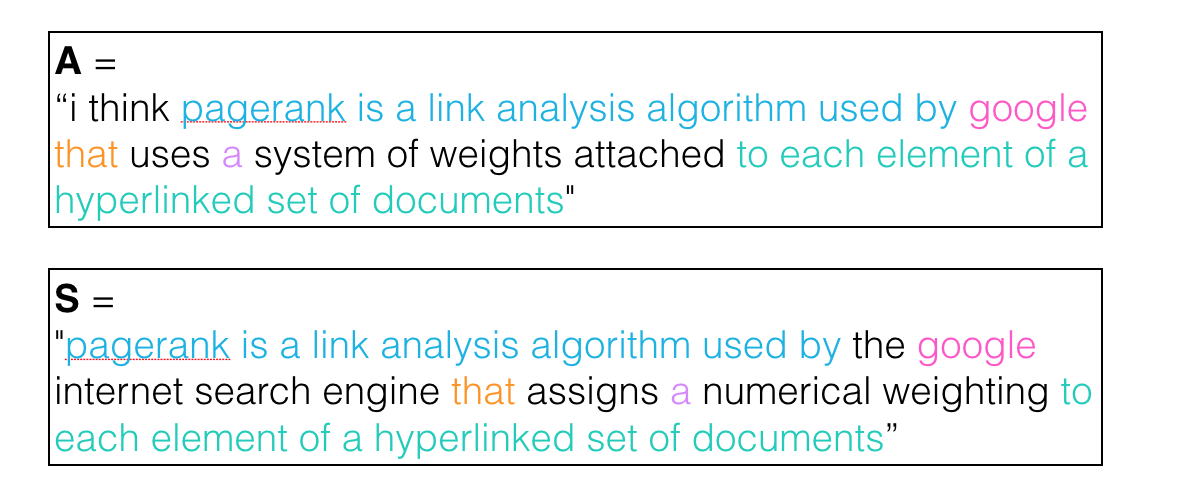 A =
“i think pagerank is a link analysis algorithm used by google
that uses a system of weights attached to each element of a
hyperlinked set of documents"
S =
"pagerank is a link analysis algorithm used by the google
internet search engine that assigns a numerical weighting to
each element of a hyperlinked set of documents”